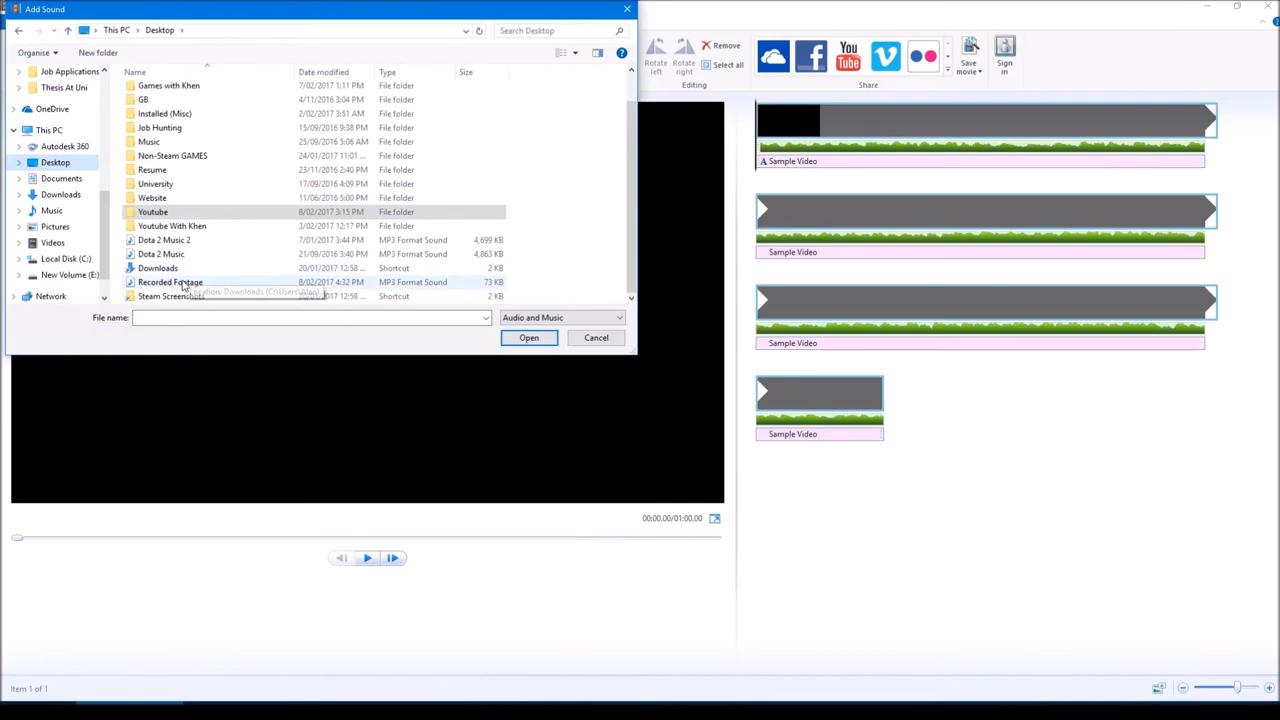 Add Sound
This PC > Desktop >
Search Desktop
Organise
New folder
Job Applications
Thesis At Uni
OneDrive
This PC
Autodesk 360
Desktop
Documents
Downloads
Music
Pictures
Videos
Local Disk (C:)
New Volume (E:)
Network
Name Date modified Type Size
Games with Khen 7/02/2017 1:11 PM File folder
GB 4/11/2016 3:04 PM File folder
Installed (Misc) 2/02/2017 3:51 AM File folder
Job Hunting 15/09/2016 9:38 PM File folder
Music 25/09/2016 5:06 AM File folder
Non-Steam GAMES 24/01/2017 11:01 ... File folder
Resume 23/11/2016 2:40 PM File folder
University 17/09/2016 4:09 PM File folder
Website 11/06/2016 5:00 PM File folder
Youtube 8/02/2017 3:15 PM File folder
Youtube With Khen 3/02/2017 12:17 PM File folder
Dota 2 Music 2 7/01/2017 3:44 PM MP3 Format Sound 4,699 KB
Dota 2 Music 21/09/2016 3:40 PM MP3 Format Sound 4,863 KB
Downloads 20/01/2017 12:58 ... Shortcut 2 KB
Recorded Footage 8/02/2017 4:32 PM MP3 Format Sound 73 KB
Location: Downloads (C:\Users\Alan)
Steam Screenshots /01/2017 12:58 ... Shortcut 2 KB
File name:
Audio and Music
Open
Cancel
Rotate left
Rotate right
Remove
Select all
Editing
You Tube
Save movie
Sign in
Share
A Sample Video
Sample Video
Sample Video
Sample Video
00:00.00/01:00.00
Item 1 of 1